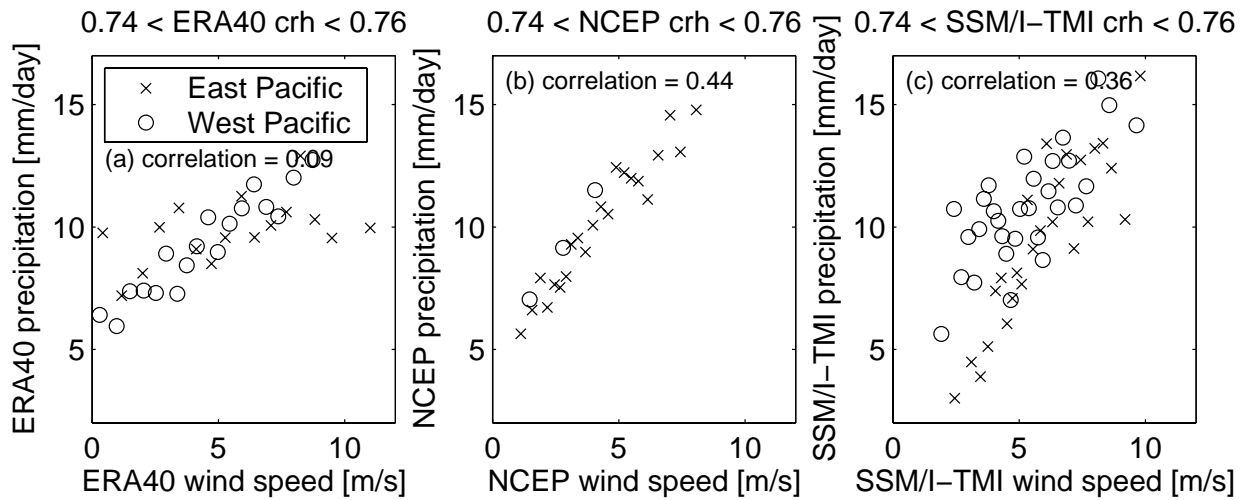 0.74 < ERA40 crh < 0.76
ERA40 precipitation [mm/day]
15
10
5
East Pacific
West Pacific
(a) correlation = 0.09
0
5
10
ERA40 wind speed [m/s]
0.74 < NCEP crh < 0.76
NCEP precipitation [mm/day]
15
10
5
(b) correlation = 0.44
0
5
10
NCEP wind speed [m/s]
0.74 < SSM/I−TMI crh < 0.76
SSM/I−TMI precipitation [mm/day]
15
10
5
(c) correlation = 0.36
0
5
10
SSM/I−TMI wind speed [m/s]